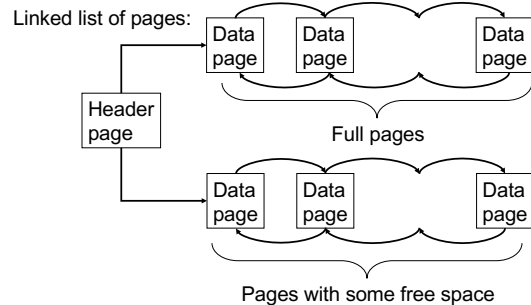 Linked list of pages:
Data
page
Data
page
Data
page
Header
page
Full pages
Data
page
Data
page
Data
page
Pages with some free space